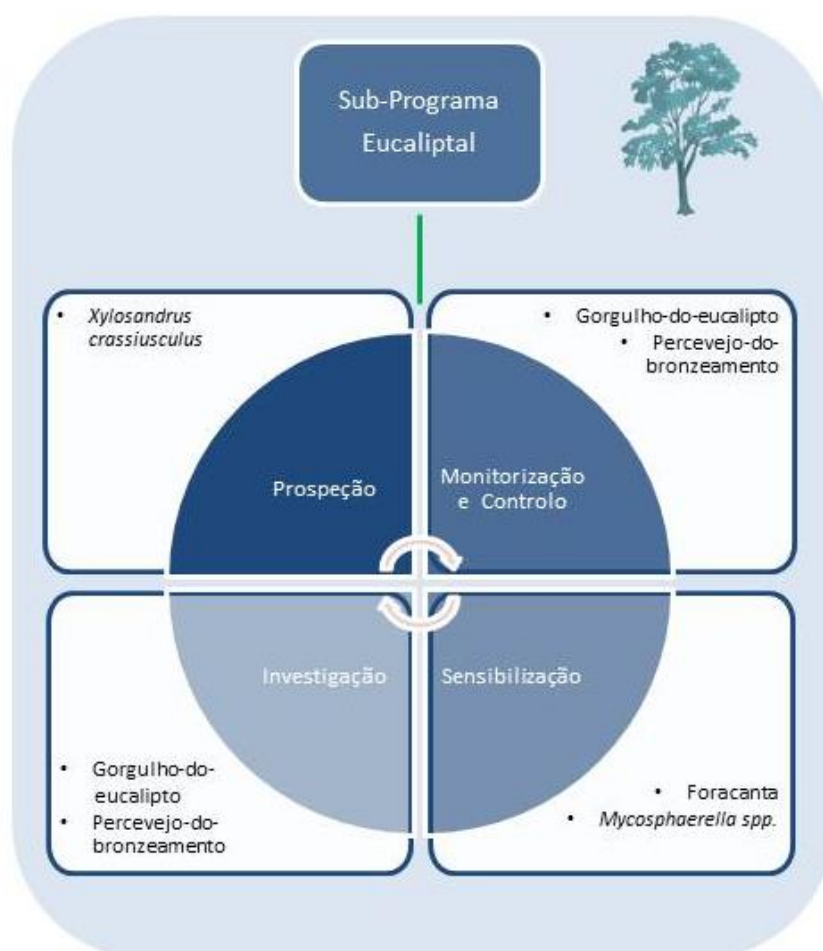 Sub-Programa
Eucaliptal
• Xylosandrus
crassiusculus
• Gorgulho-do-eucalipto
• Percevejo-do-
bronzeamento
Prospeção
Monitorização
e Controlo
Investigação
Sensibilização
• Gorgulho-do-
eucalipto
• Percevejo-do-
bronzeamento
• Foracanta
• Mycosphaerella spp.